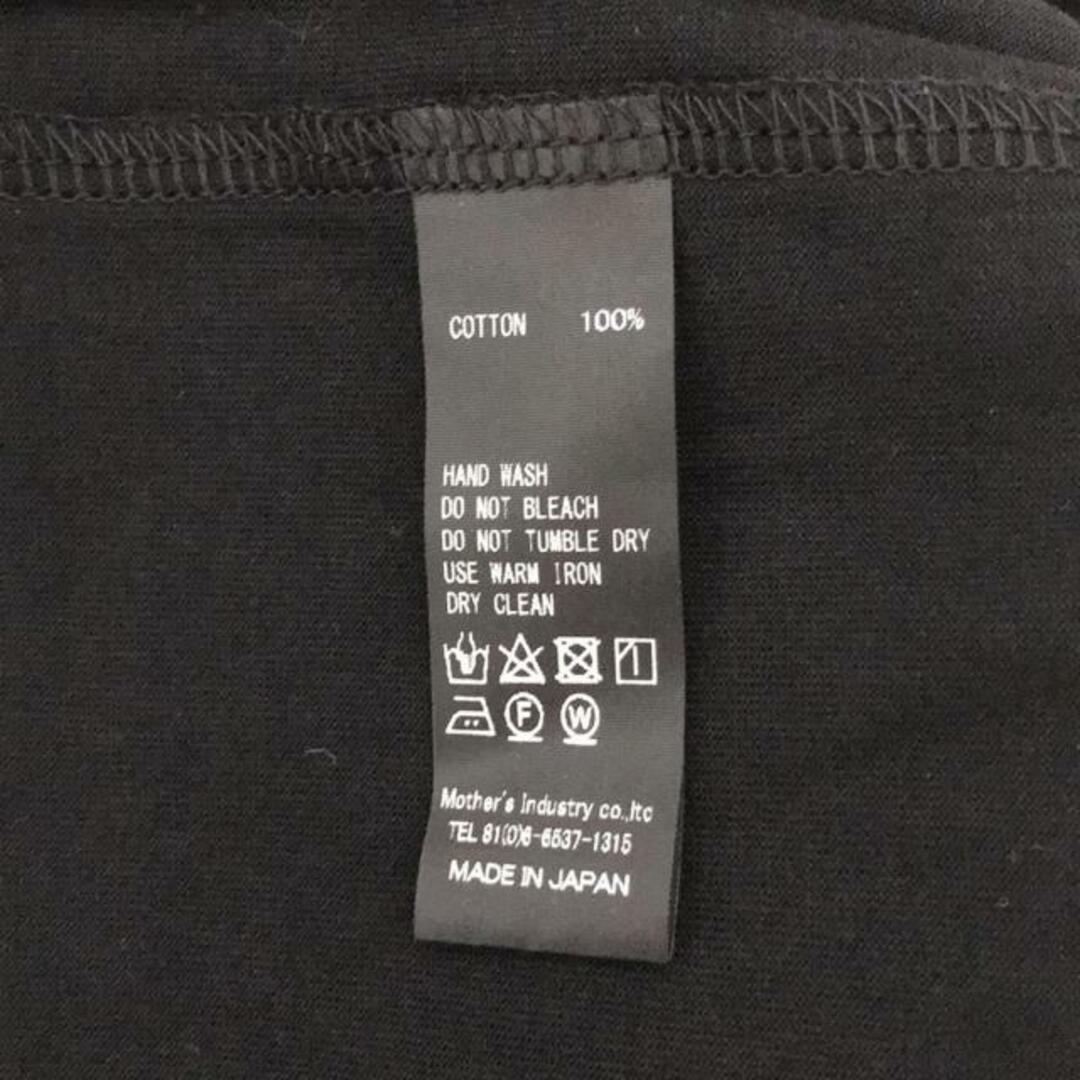 COTTON 100%
HAND WASH
DO NOT BLEACH
DO NOT TUMBLE DRY
USE WARM IRON
DRY CLEAN
F W
Mother's Industry co.,ltc
TEL 81(0)6-6537-1315
MADE IN JAPAN